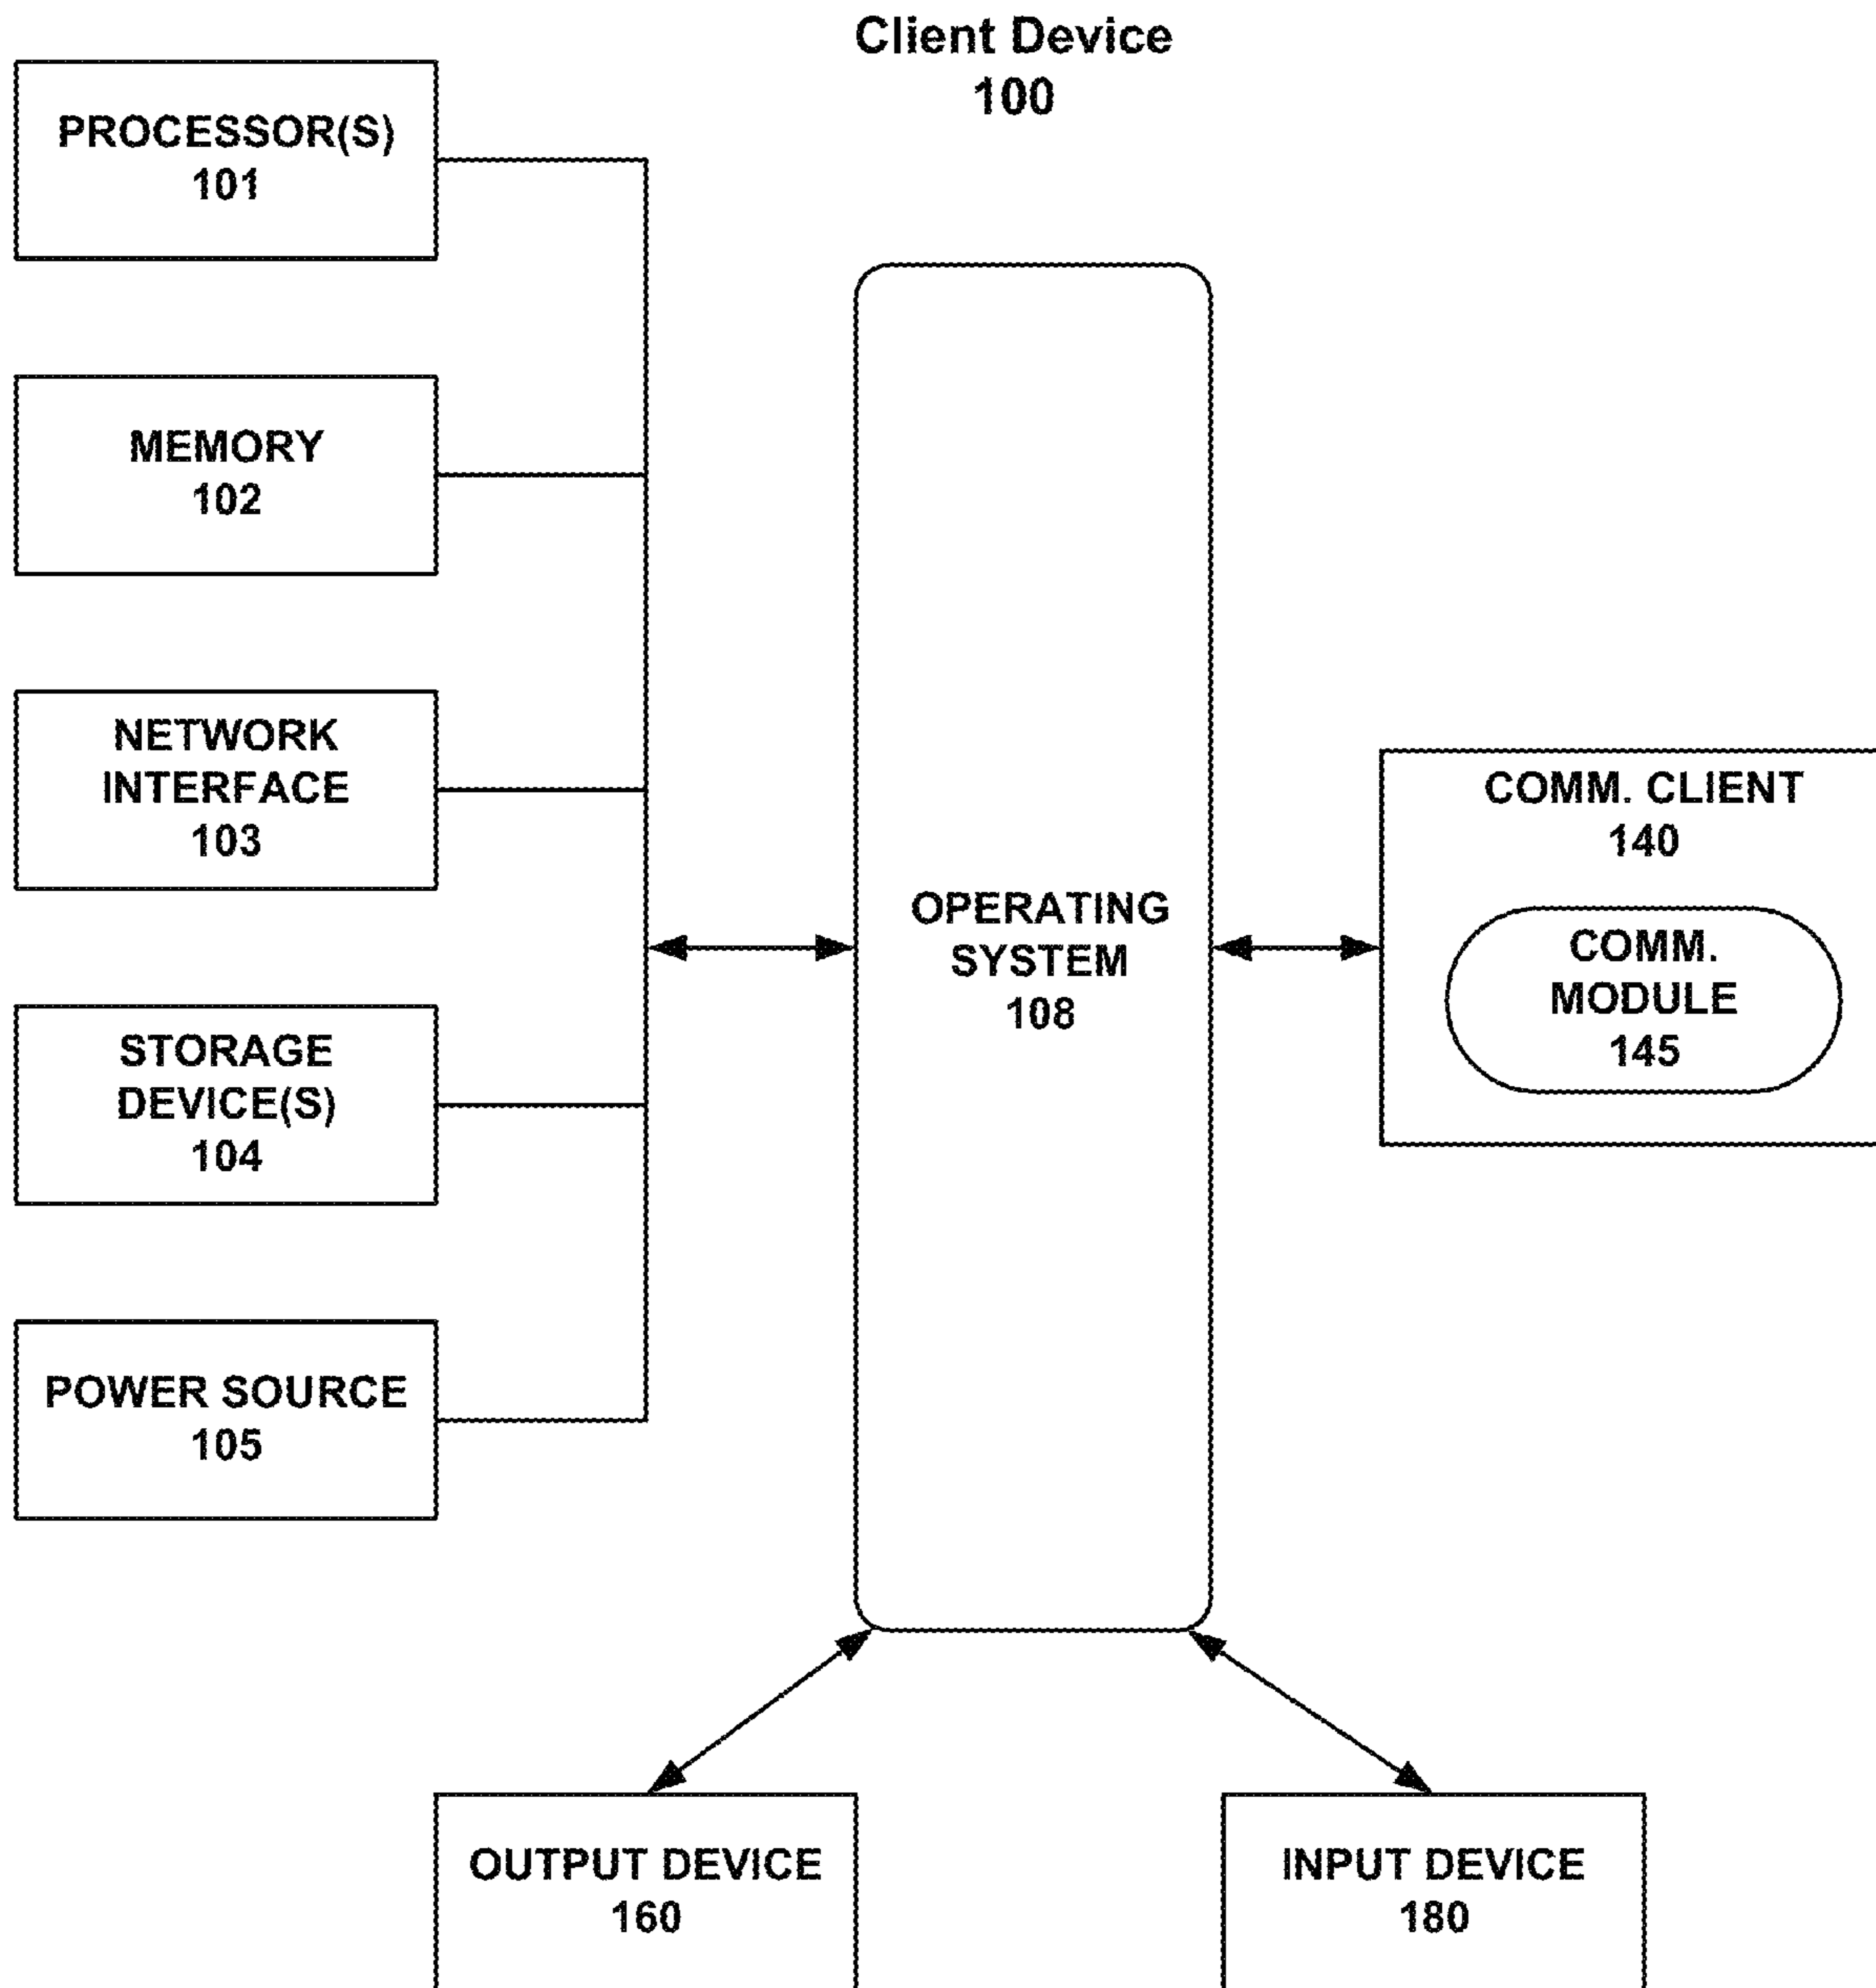 Client Device
100
PROCESSOR(S)
101
MEMORY
102
NETWORK
INTERFACE
103
STORAGE
DEVICE(S)
104
POWER SOURCE
105
OPERATING
SYSTEM
108
COMM. CLIENT
140
COMM.
MODULE
145
OUTPUT DEVICE
160
INPUT DEVICE
180